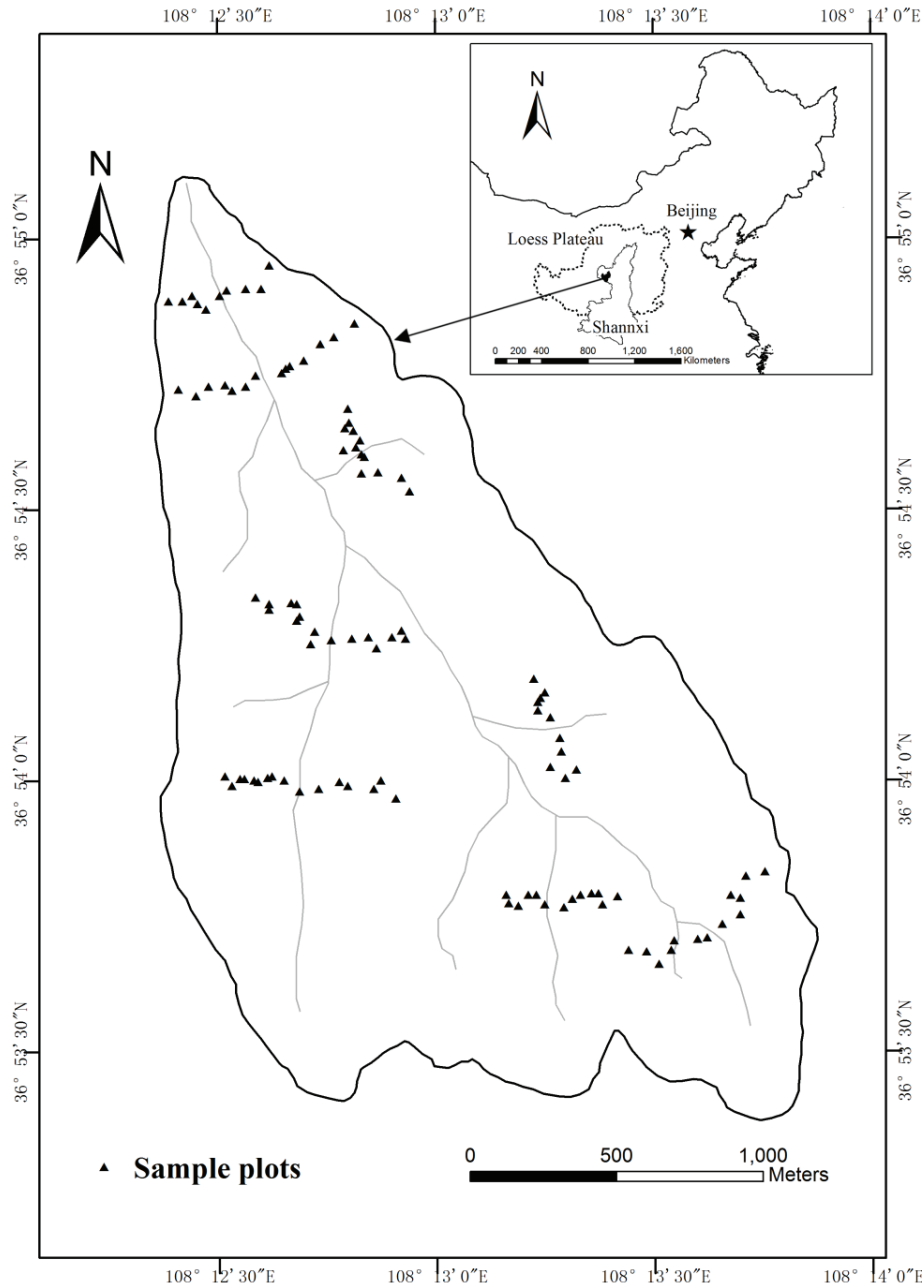 108° 12′30″E 108° 13′0″E 108° 13′30″E 108° 14′0″E
N
N
Beijing
Loess Plateau
Shannxi
0 200 400 800 1,200 1,600
Kilometers
36° 55′0″N
36° 55′0″N
36° 54′30″N
36° 54′30″N
36° 54′0″N
36° 54′0″N
36° 53′30″N
36° 53′30″N
Sample plots
0 500 1,000
Meters
108° 12′30″E 108° 13′0″E 108° 13′30″E 108° 14′0″E